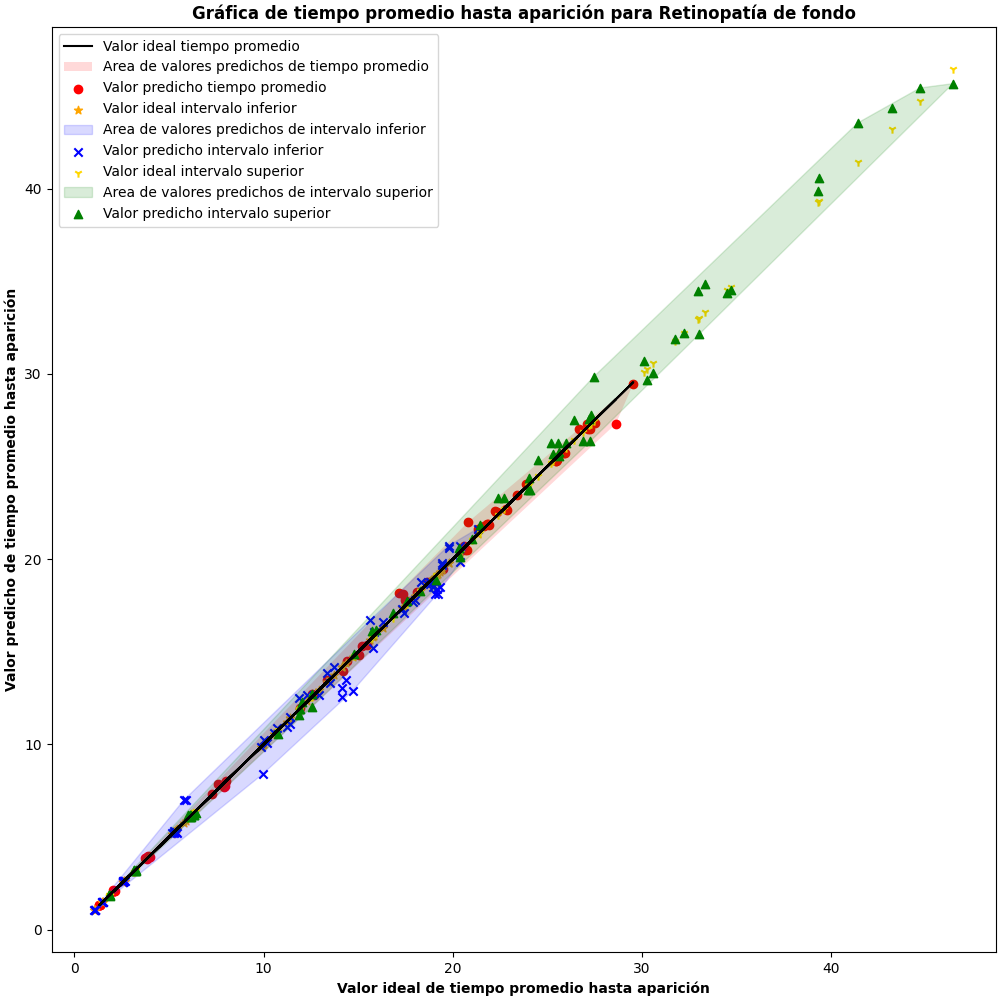 Gráfica de tiempo promedio hasta aparición para Retinopatía de fondo
Valor ideal tiempo promedio
Area de valores predichos de tiempo promedio
Valor predicho tiempo promedio
Valor ideal intervalo inferior
Area de valores predichos de intervalo inferior
Valor predicho intervalo inferior
Valor ideal intervalo superior
Area de valores predichos de intervalo superior
Valor predicho intervalo superior
Valor predicho de tiempo promedio hasta aparición
40
30
20
10
0
0 10 20 30 40
Valor ideal de tiempo promedio hasta aparición